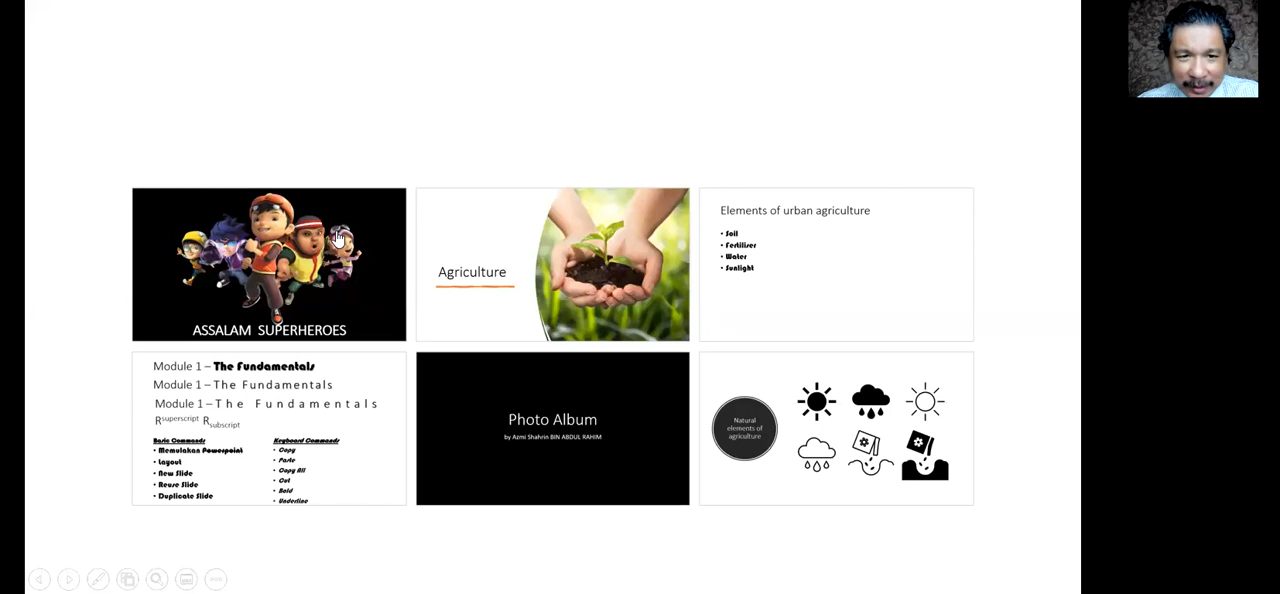 ASSALAM SUPERHEROES
Agriculture
Elements of urban agriculture
• Soil
• Fertiliser
• Water
• Sunlight
Module 1 – The Fundamentals
Module 1 – The Fundamentals
Module 1 – The Fundamentals
Rsuperscript Rsubscript
Basic Commands
• Memulakan Powerpoint
• Layout
• New Slide
• Reuse Slide
• Duplicate Slide
Keyboard Commands
• Copy
• Paste
• Copy All
• Cut
• Bold
• Underline
Photo Album
by Azmi Shahrin BIN ABDUL RAHIM
Natural
elements of
agriculture